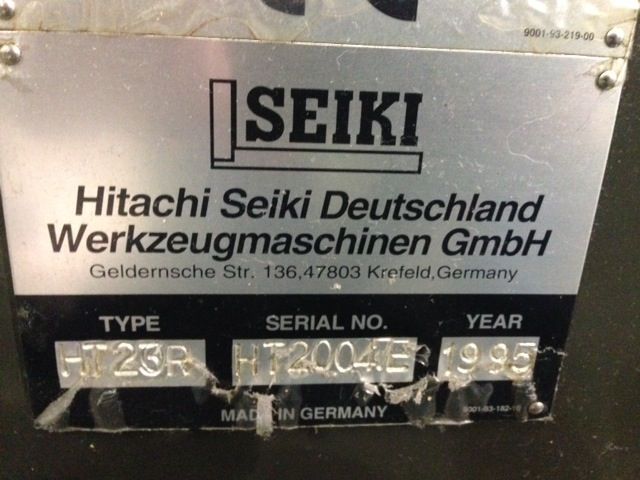 9001-93-219-00
SEIKI
Hitachi Seiki Deutschland
Werkzeugmaschinen GmbH
Geldernsche Str. 136,47803 Krefeld,Germany
TYPE SERIAL NO. YEAR
HT23R HT2004E 1995
MADE IN GERMANY